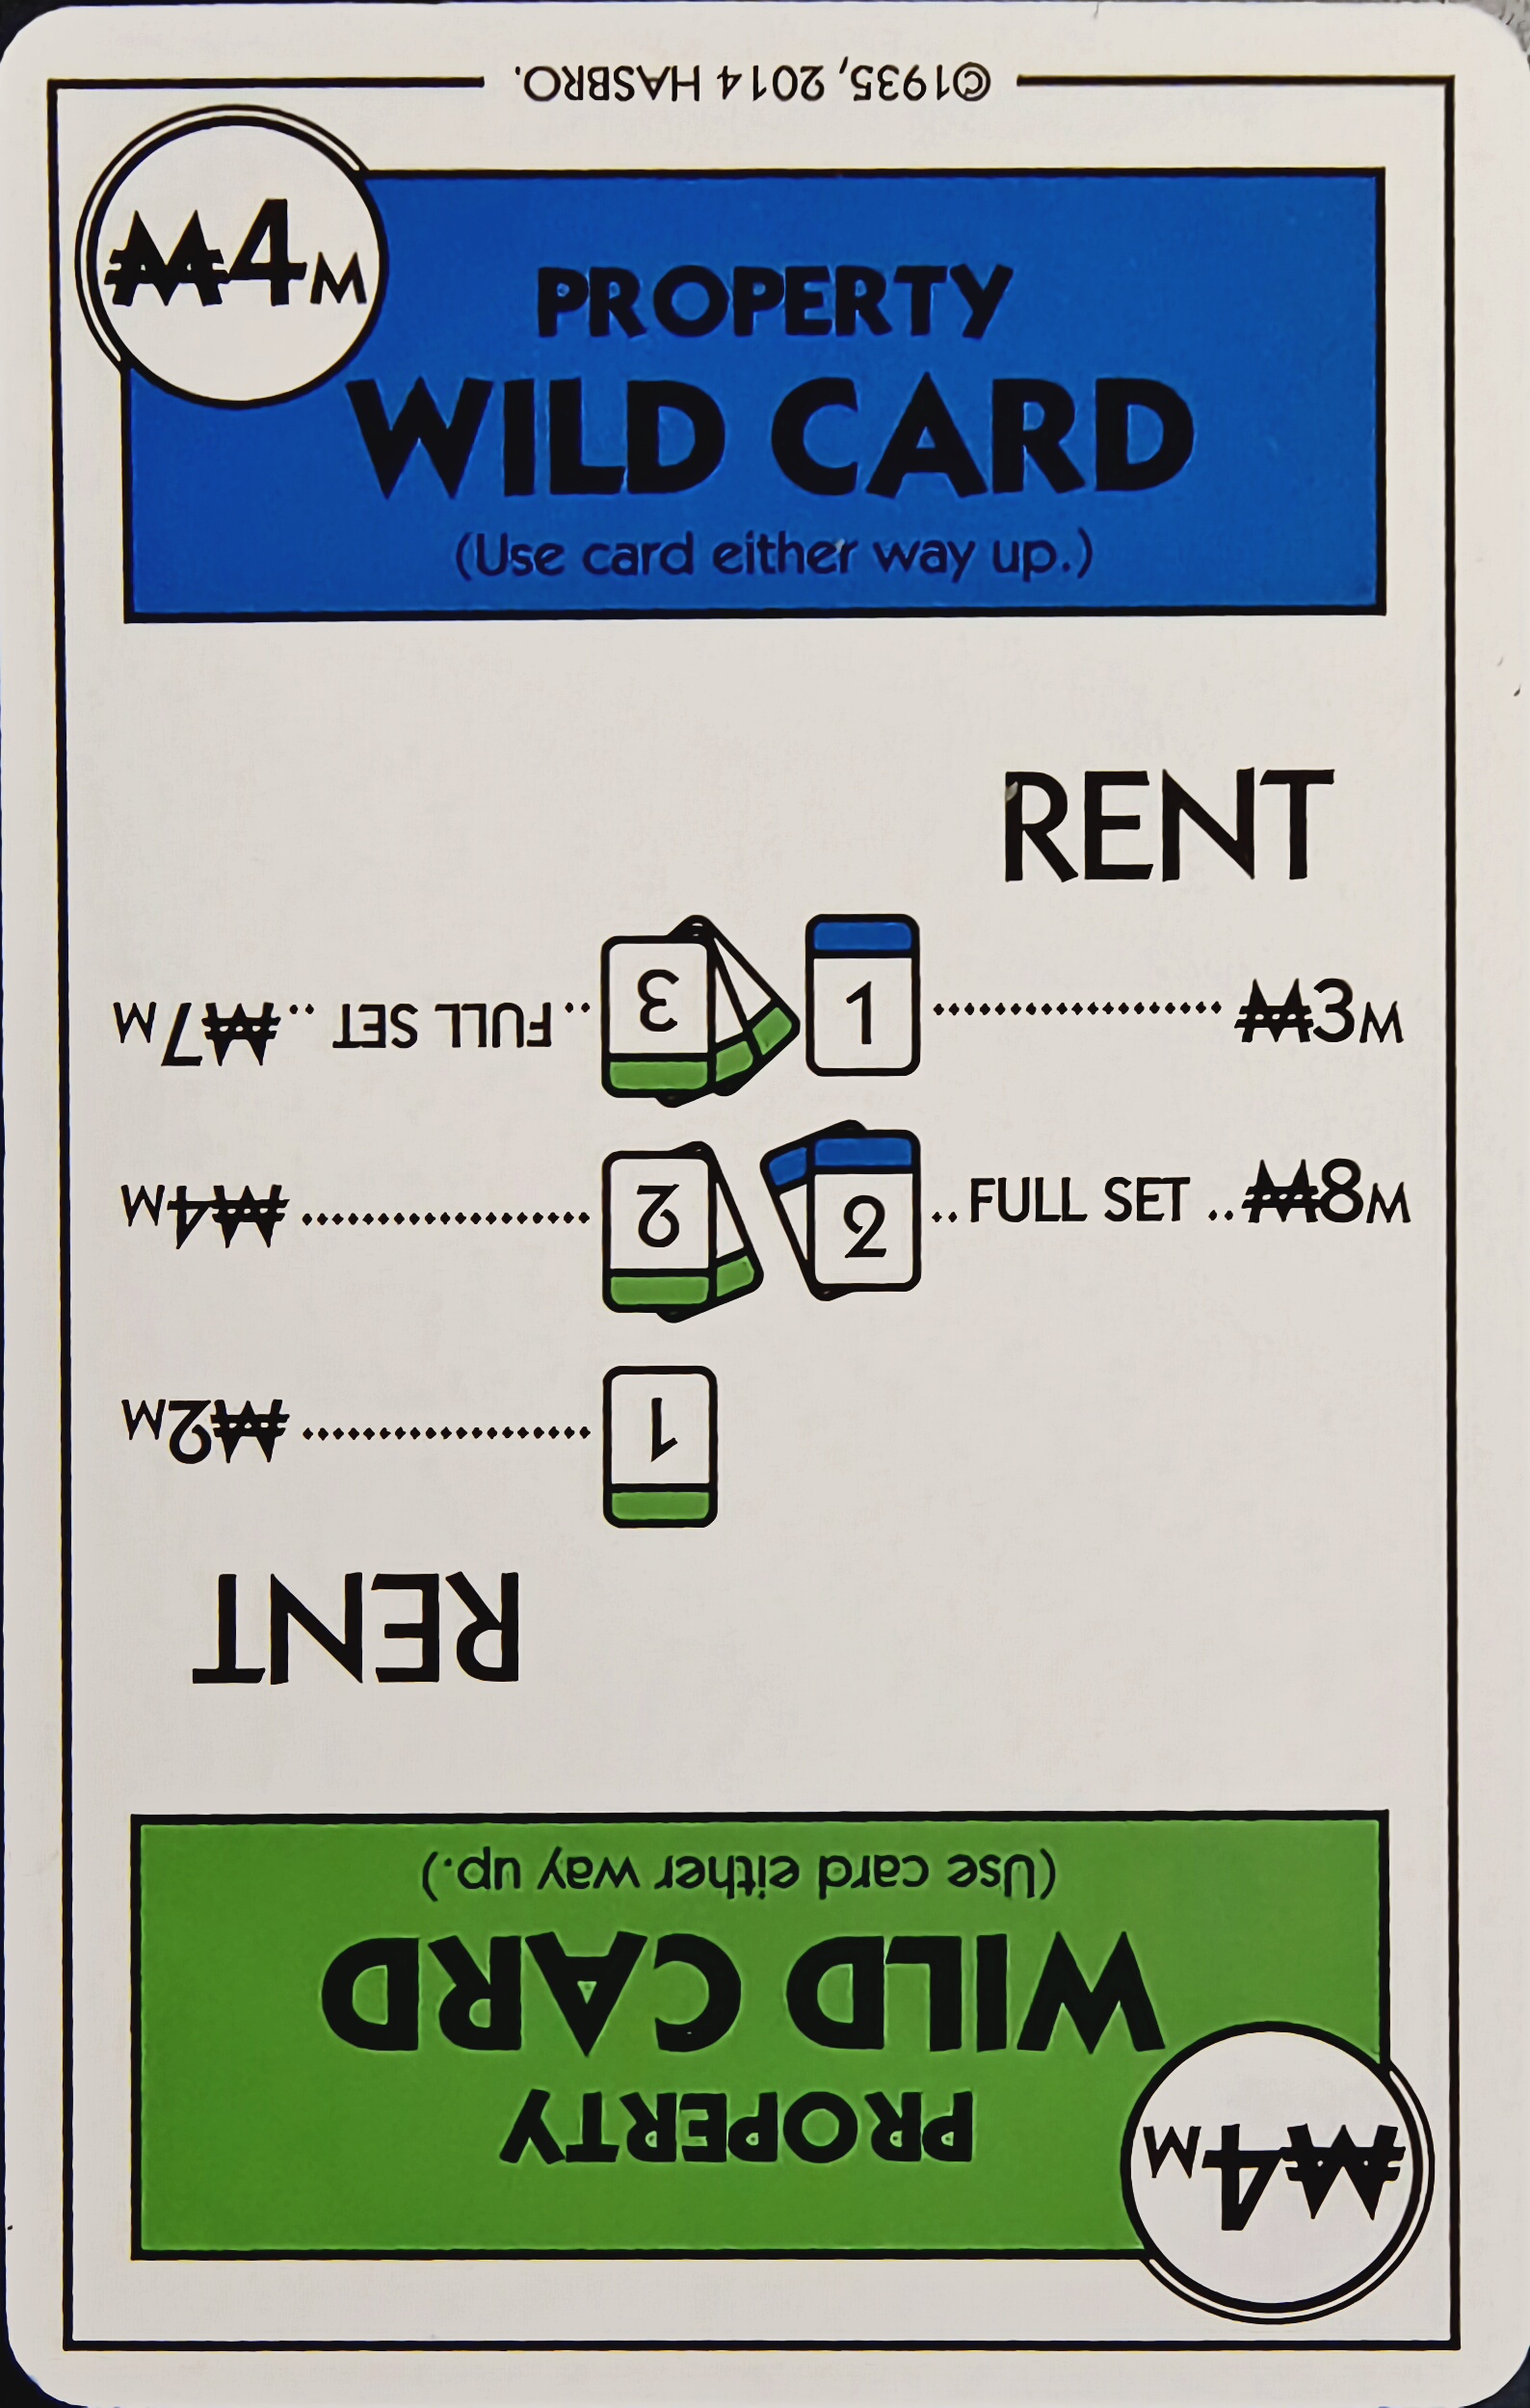 ₩4M
PROPERTY
WILD CARD
(Use card either way up.)
RENT
1 .................... ₩3M
2 ..FULL SET ..₩8M
₩4M
PROPERTY
WILD CARD
(Use card either way up.)
RENT
1 .................... ₩2M
2 .................... ₩4M
3 ..FULL SET ..₩7M
©1935, 2014 HASBRO.